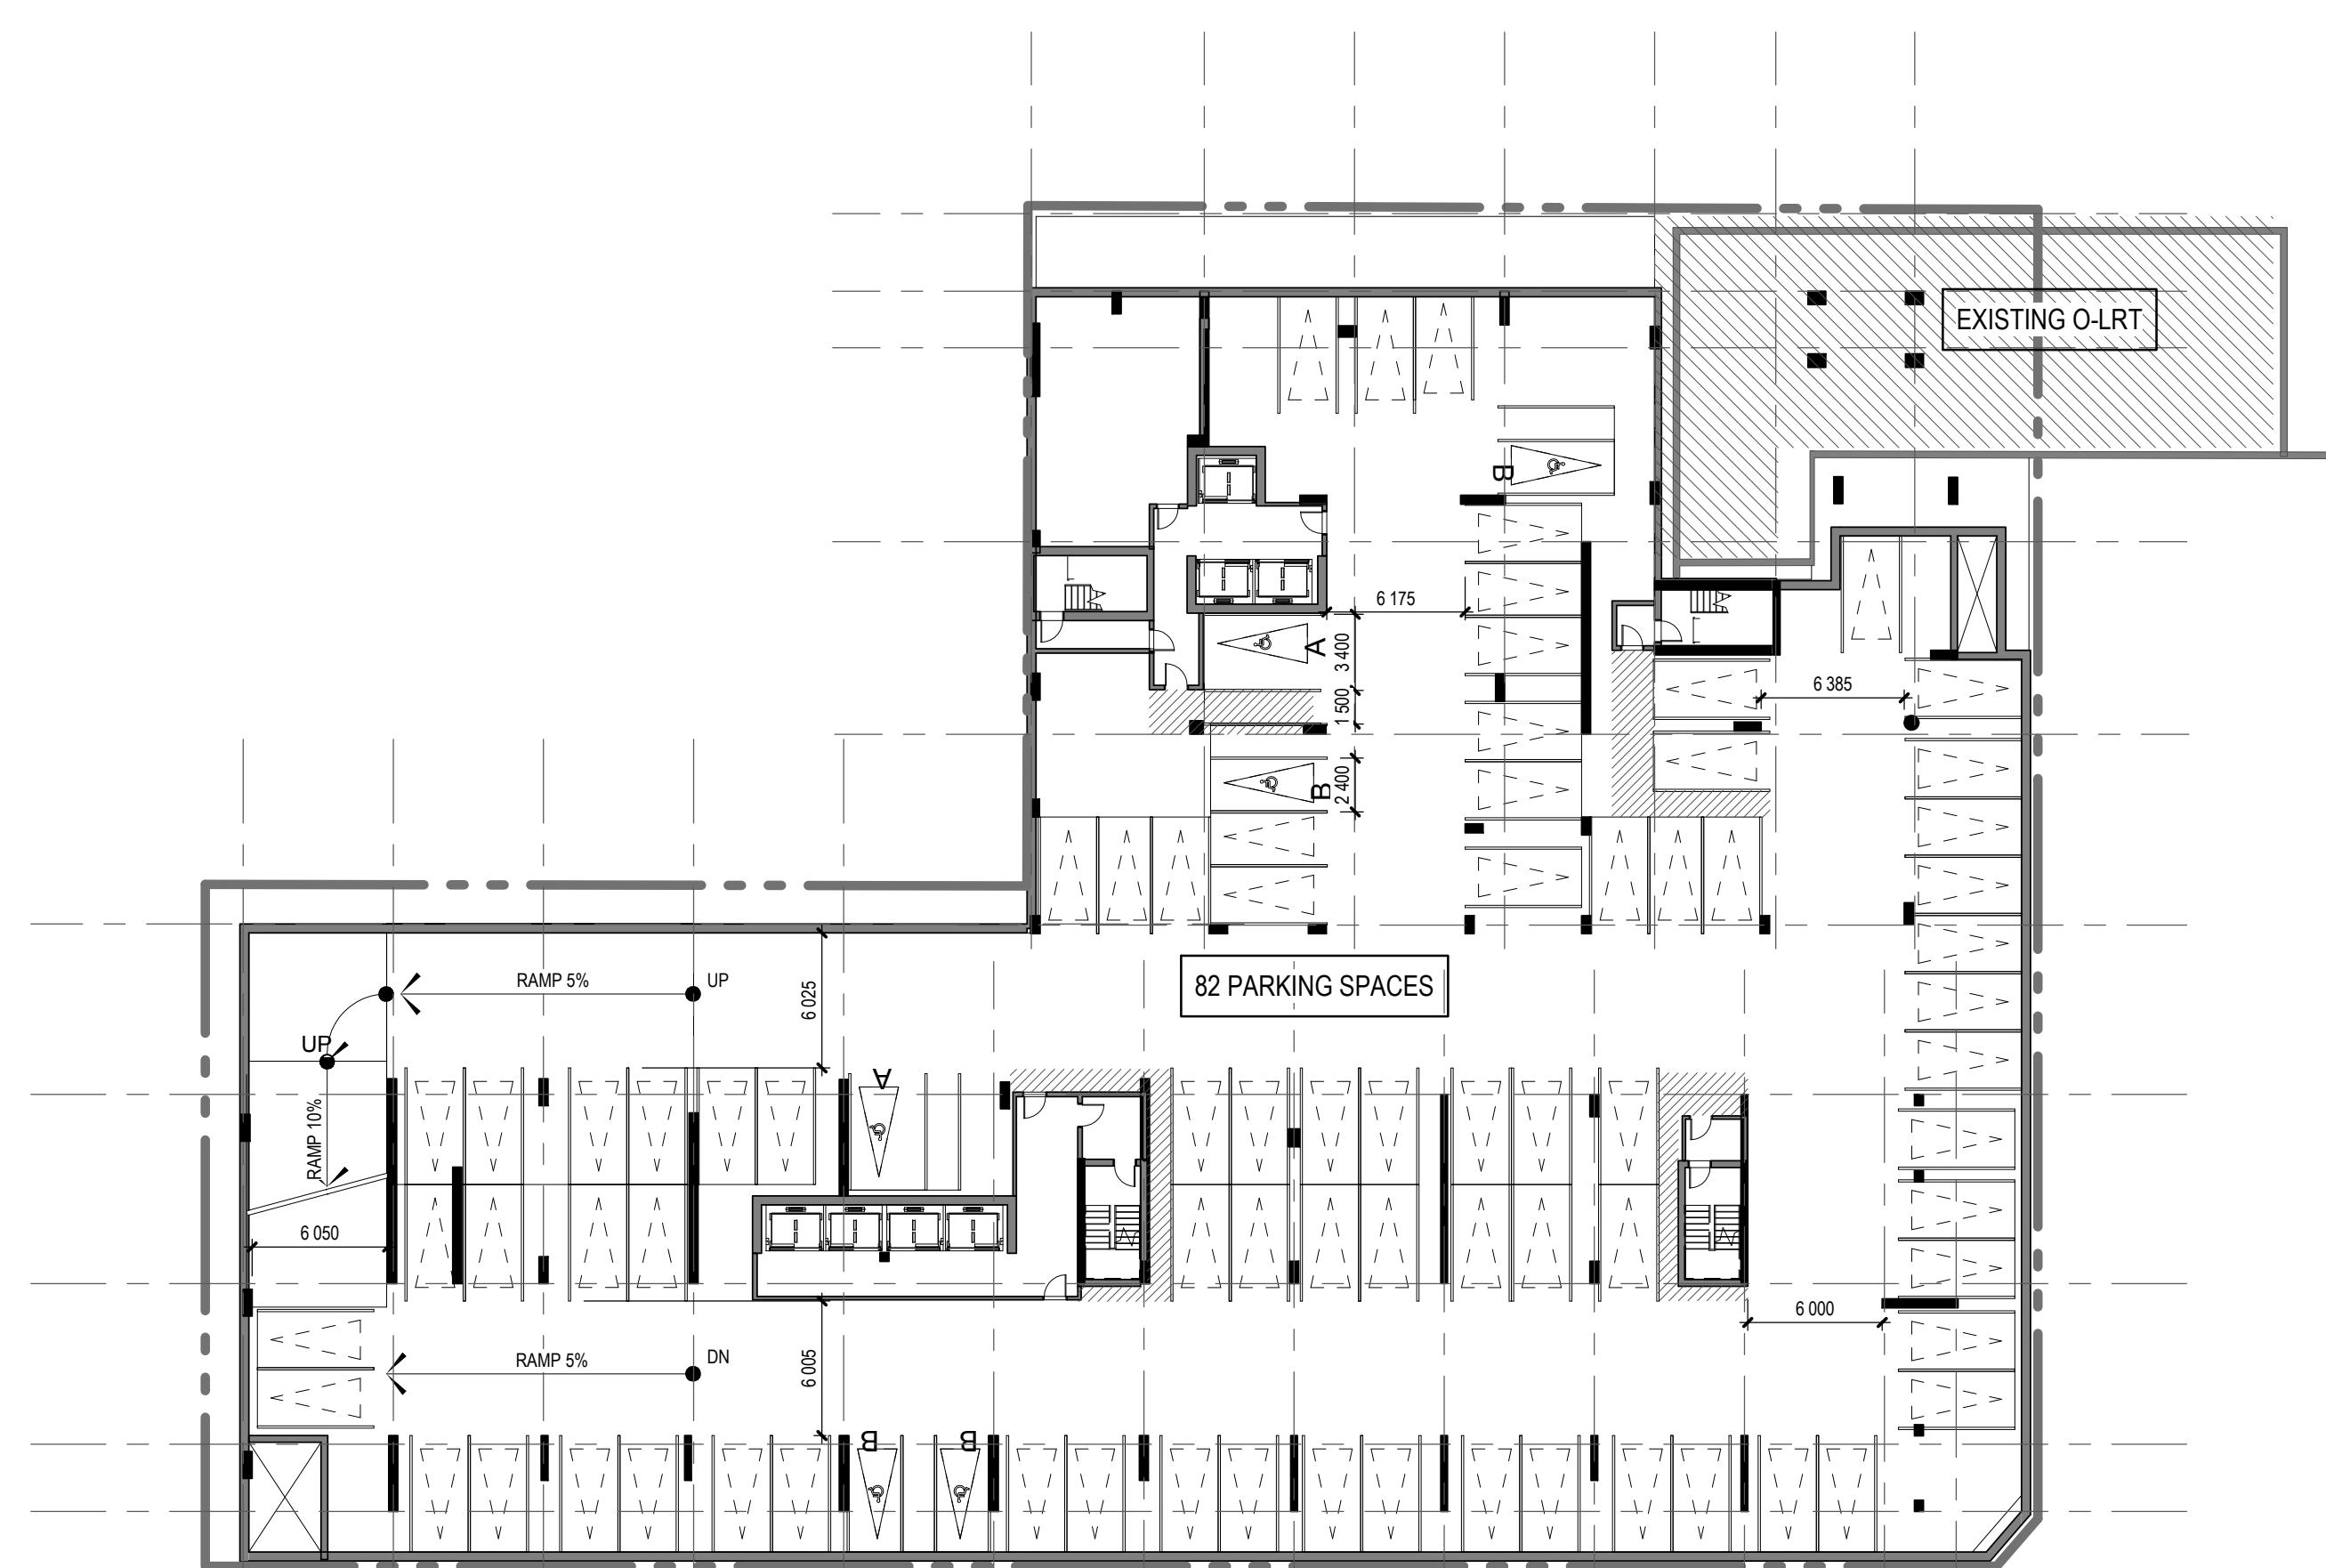 EXISTING O-LRT
B
6 175
A
3 400
6 385
1 500
B
2 400
82 PARKING SPACES
RAMP 5%
UP
6 025
UP
A
RAMP 10%
6 050
6 000
RAMP 5%
DN
6 005
B
B